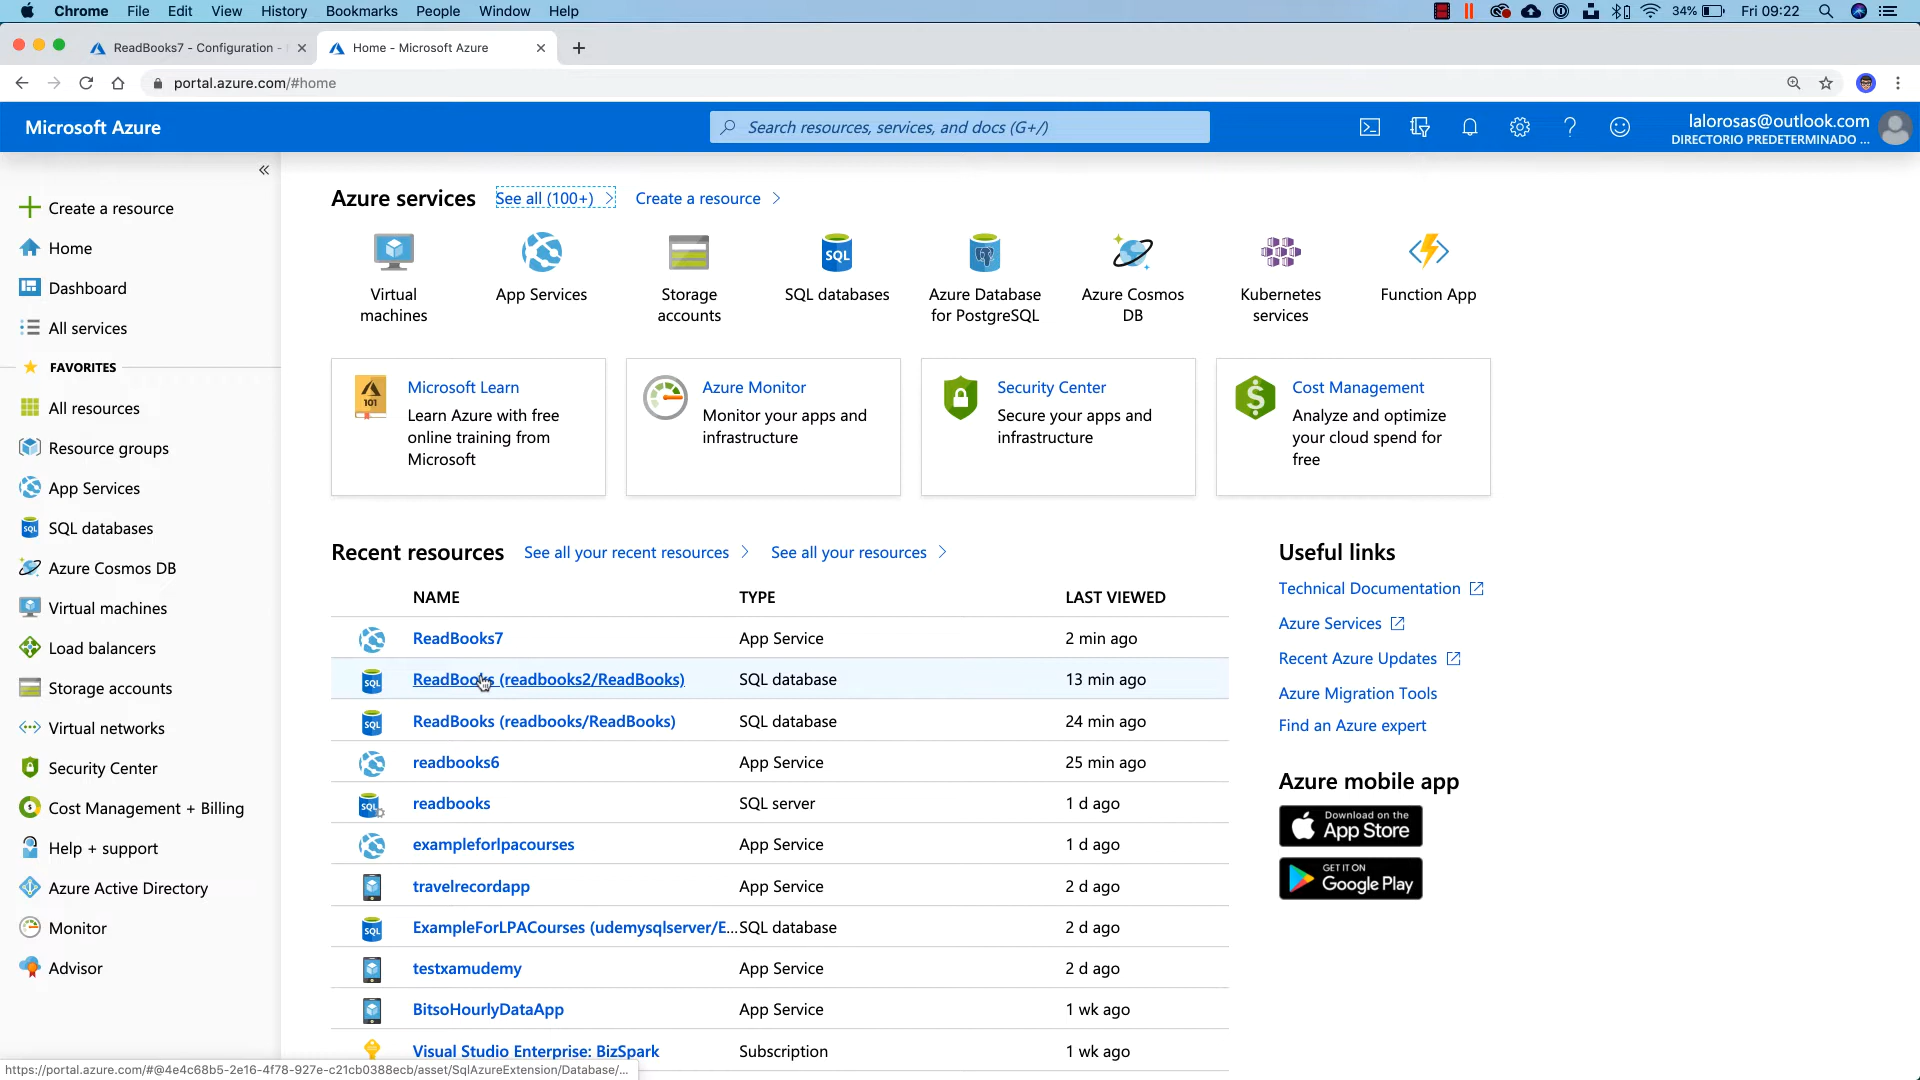 Chrome File Edit View History Bookmarks People Window Help 34% Fri 09:22
ReadBooks7 - Configuration - Home - Microsoft Azure
portal.azure.com/#home
Microsoft Azure
Search resources, services, and docs (G+/)
lalorosas@outlook.com
DIRECTORIO PREDETERMINADO ...
Create a resource
Home
Dashboard
All services
FAVORITES
All resources
Resource groups
App Services
SQL databases
Azure Cosmos DB
Virtual machines
Load balancers
Storage accounts
Virtual networks
Security Center
Cost Management + Billing
Help + support
Azure Active Directory
Monitor
Advisor
Azure services See all (100+) Create a resource
Virtual machines
App Services
Storage accounts
SQL
SQL databases
Azure Database for PostgreSQL
Azure Cosmos DB
Kubernetes services
Function App
101
Microsoft Learn
Learn Azure with free
online training from
Microsoft
Azure Monitor
Monitor your apps and
infrastructure
Security Center
Secure your apps and
infrastructure
Cost Management
Analyze and optimize
your cloud spend for
free
Recent resources See all your recent resources See all your resources
NAME TYPE LAST VIEWED
ReadBooks7 App Service 2 min ago
SQL ReadBooks (readbooks2/ReadBooks) SQL database 13 min ago
SQL ReadBooks (readbooks/ReadBooks) SQL database 24 min ago
readbooks6 App Service 25 min ago
SQL readbooks SQL server 1 d ago
exampleforlpacourses App Service 1 d ago
travelrecordapp App Service 2 d ago
SQL ExampleForLPACourses (udemysqlserver/E... SQL database 2 d ago
testxamudemy App Service 2 d ago
BitsoHourlyDataApp App Service 1 wk ago
Visual Studio Enterprise: BizSpark Subscription 1 wk ago
Useful links
Technical Documentation
Azure Services
Recent Azure Updates
Azure Migration Tools
Find an Azure expert
Azure mobile app
Download on the
App Store
GET IT ON
Google Play
https://portal.azure.com/#@4e4c68b5-2e16-4f78-927e-c21cb0388ecb/asset/SqlAzureExtension/Database/...